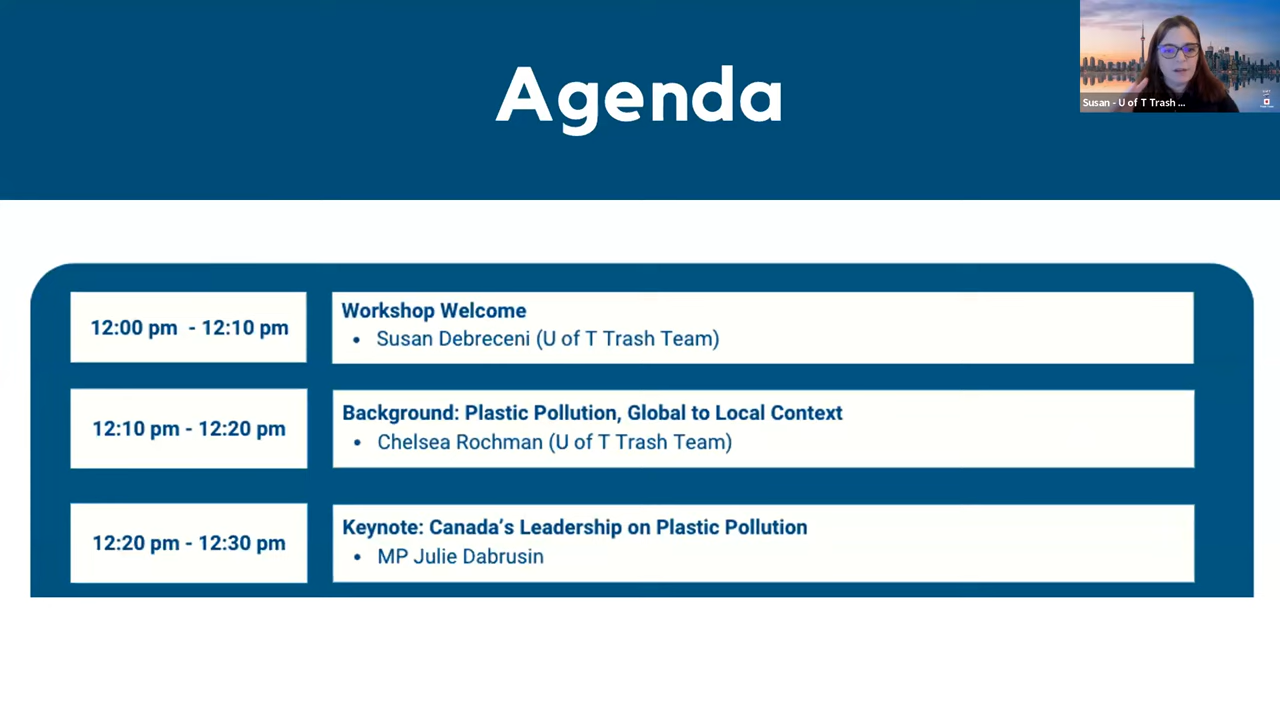 Agenda
Susan - U of T Trash ...
12:00 pm - 12:10 pm
Workshop Welcome
• Susan Debreceni (U of T Trash Team)
12:10 pm - 12:20 pm
Background: Plastic Pollution, Global to Local Context
• Chelsea Rochman (U of T Trash Team)
12:20 pm - 12:30 pm
Keynote: Canada's Leadership on Plastic Pollution
• MP Julie Dabrusin